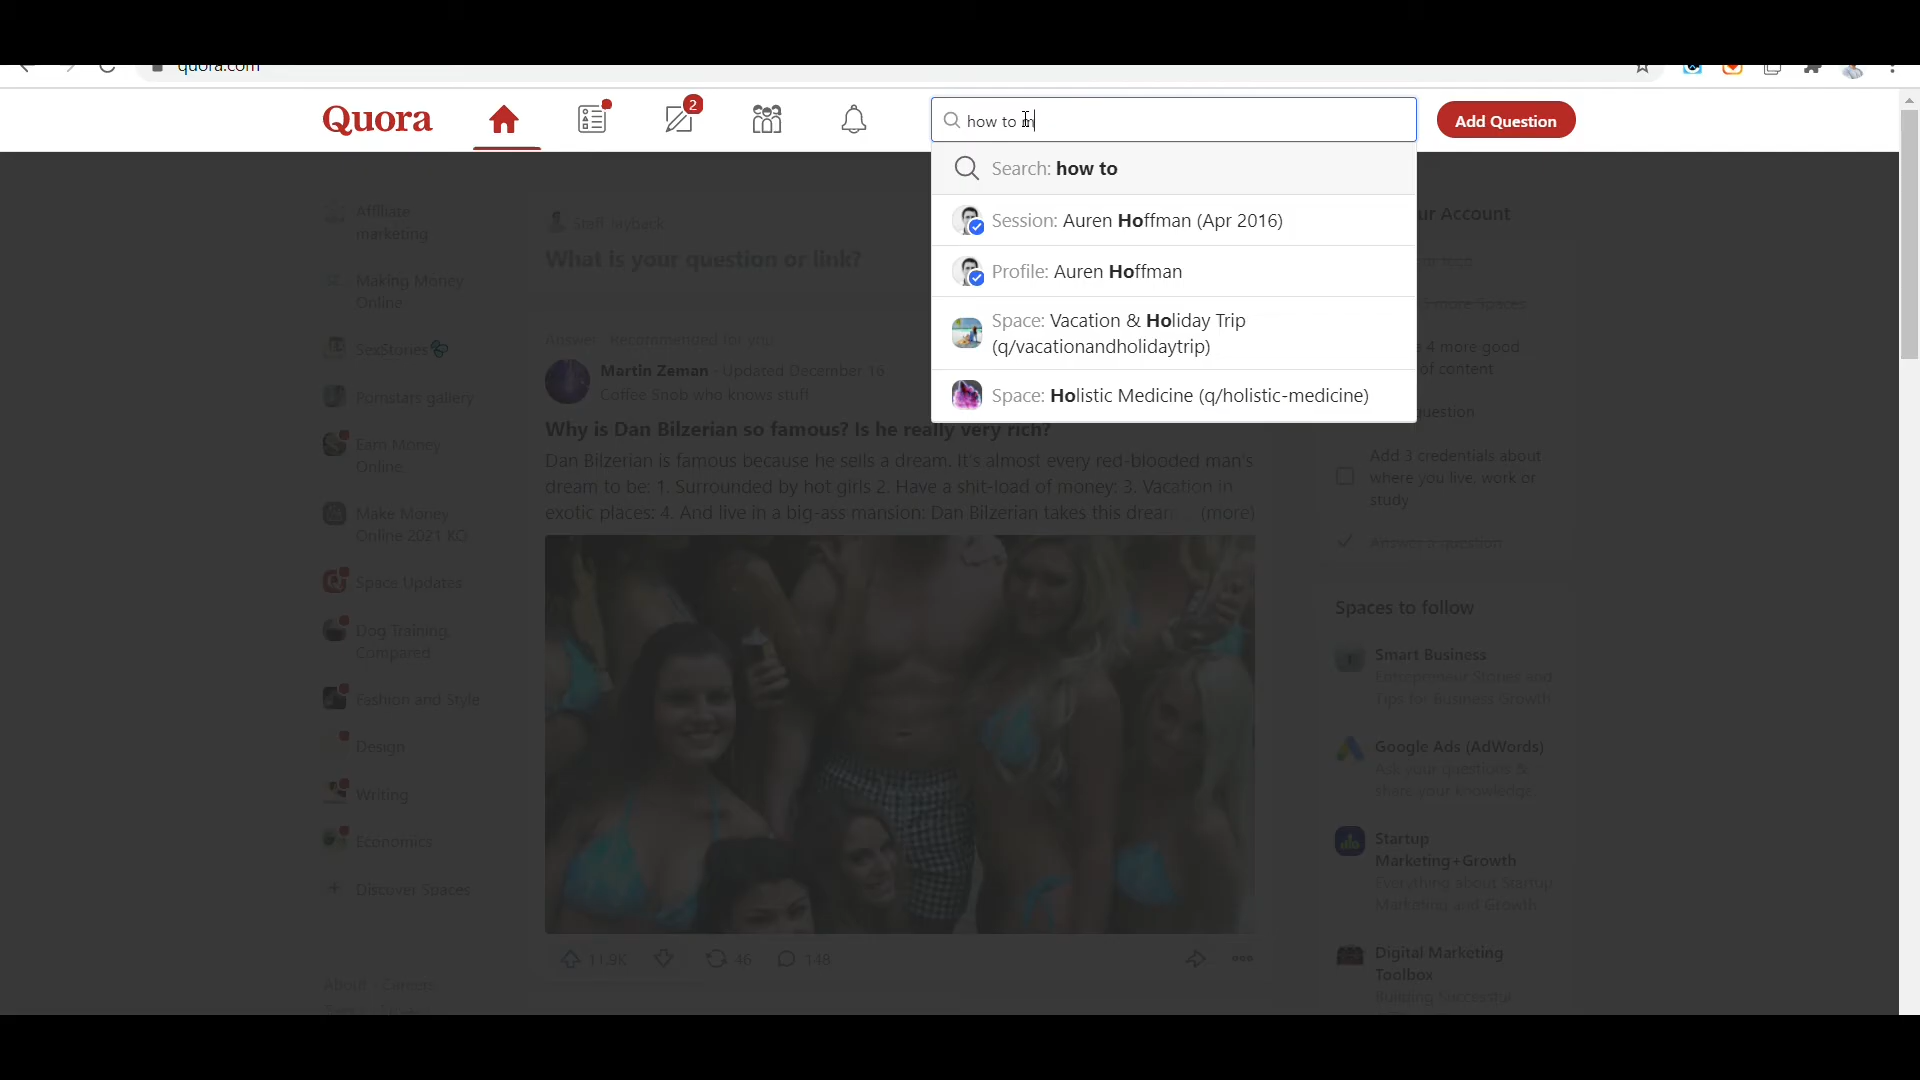 quora.com
Quora
2
how to m
Add Question
Search: how to
Session: Auren Hoffman (Apr 2016)
Profile: Auren Hoffman
Space: Vacation & Holiday Trip
(q/vacationandholidaytrip)
Space: Holistic Medicine (q/holistic-medicine)
Affiliate
marketing
Making Money
Online
SexStories
Pornstars gallery
Earn Money
Online
Make Money
Online 2021 KO
Space Updates
Dog Training,
Compared
Fashion and Style
Design
Writing
Economics
+ Discover Spaces
About · Careers
What is your question or link?
Answer · Recommended for you
Martin Zeman · Updated December 16
Coffee Snob who knows stuff
Why is Dan Bilzerian so famous? Is he really very rich?
Dan Bilzerian is famous because he sells a dream. It's almost every red-blooded man's
dream to be: 1. Surrounded by hot girls 2. Have a shit-load of money: 3. Vacation in
exotic places: 4. And live in a big-ass mansion: Dan Bilzerian takes this dream... (more)
11.9K
46
148
ur Account
more Spaces
4 more good
of content
question
Add 3 credentials about
where you live, work or
study
Answer a question
Spaces to follow
Smart Business
Entrepreneur Stories and
Tips for Business Growth
Google Ads (AdWords)
Ask your questions &
share your knowledge.
Startup
Marketing+Growth
Everything about Startup
Marketing and Growth
Digital Marketing
Toolbox
Building Successful